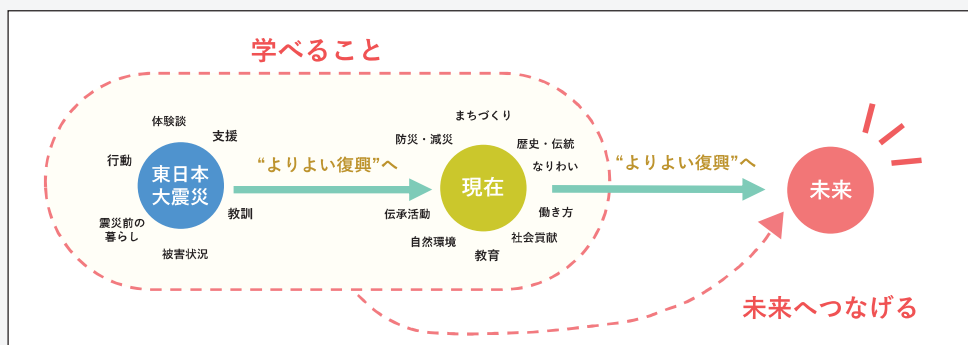 学べること
体験談
支援
行動
東日本
大震災
教訓
震災前の
暮らし
被害状況
“よりよい復興”へ
まちづくり
防災・減災
歴史・伝統
なりわい
現在
伝承活動
働き方
自然環境
社会貢献
教育
“よりよい復興”へ
未来
未来へつなげる